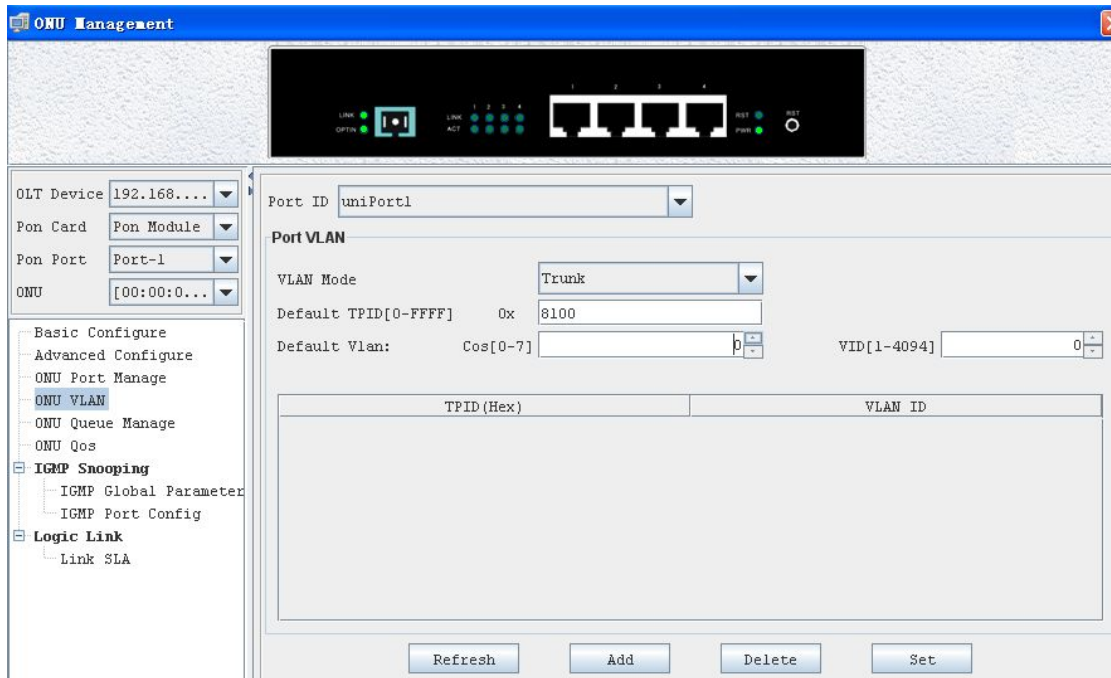 ONU Management
1 2 3 4
LINK
OPTIN
1 2 3 4
LINK
ACT
RST
PWR
RST
OLT Device 192.168....
Pon Card Pon Module
Pon Port Port-1
ONU [00:00:0...
Basic Configure
Advanced Configure
ONU Port Manage
ONU VLAN
ONU Queue Manage
ONU Qos
IGMP Snooping
IGMP Global Parameter
IGMP Port Config
Logic Link
Link SLA
Port ID uniPort1
Port VLAN
VLAN Mode Trunk
Default TPID[0-FFFF] 0x 8100
Default Vlan: Cos[0-7] 0 VID[1-4094] 0
TPID(Hex) VLAN ID
Refresh Add Delete Set